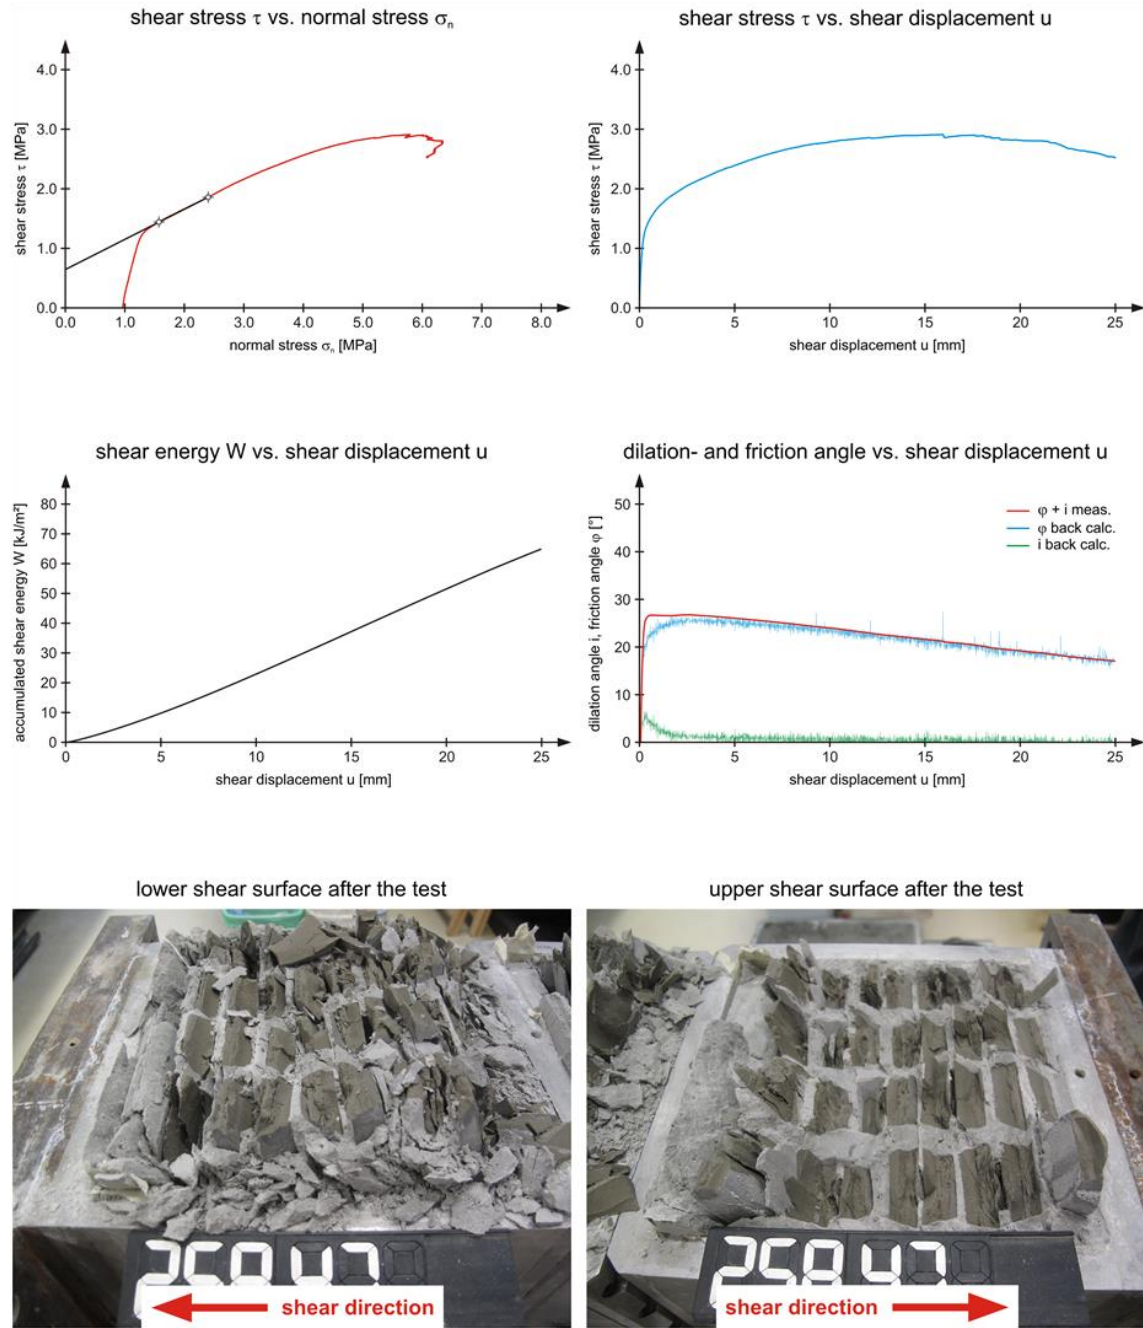 shear stress τ vs. normal stress σn
shear stress τ [MPa]
4.0
3.0
2.0
1.0
0.0
0.0 1.0 2.0 3.0 4.0 5.0 6.0 7.0 8.0
normal stress σn [MPa]
shear stress τ vs. shear displacement u
shear stress τ [MPa]
4.0
3.0
2.0
1.0
0.0
0 5 10 15 20 25
shear displacement u [mm]
shear energy W vs. shear displacement u
accumulated shear energy W [kJ/m²]
80
70
60
50
40
30
20
10
0
0 5 10 15 20 25
shear displacement u [mm]
dilation- and friction angle vs. shear displacement u
dilation angle i, friction angle φ [°]
50
40
30
20
10
0
0 5 10 15 20 25
shear displacement u [mm]
φ + i meas.
φ back calc.
i back calc.
lower shear surface after the test
shear direction
upper shear surface after the test
25847
shear direction